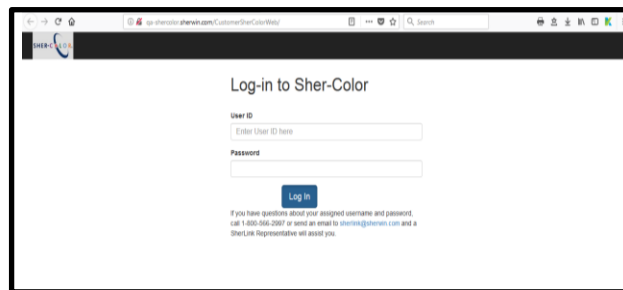 qa-shercolor.sherwin.com/CustomerSherColorWeb/
Search
SHER-COLOR
Log-in to Sher-Color
User ID
Enter User ID here
Password
Log In
If you have questions about your assigned username and password,
call 1-800-566-2097 or send an email to sherlink@sherwin.com and a
SherLink Representative will assist you.